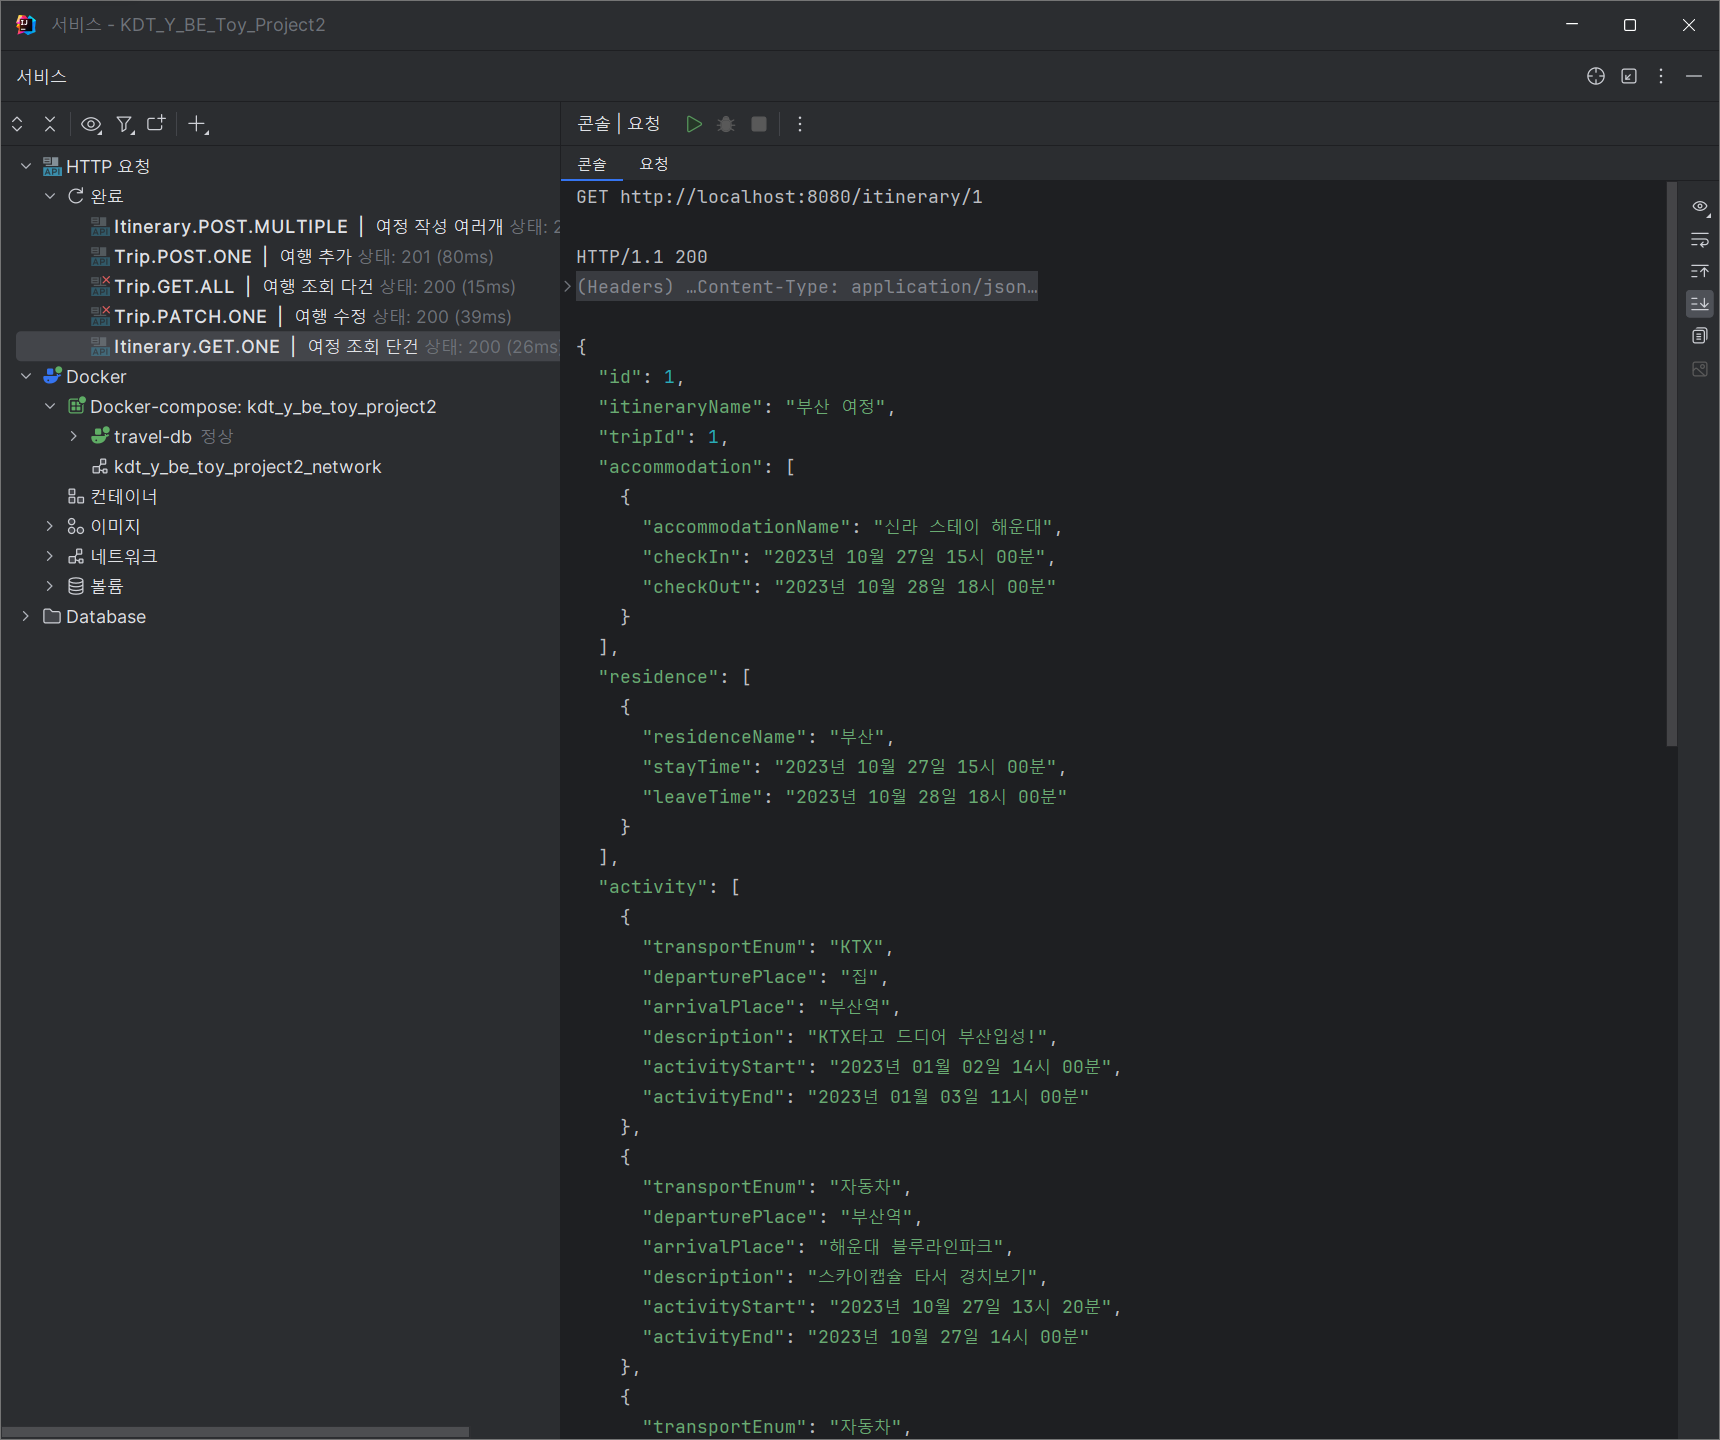 서비스 - KDT_Y_BE_Toy_Project2
서비스
콘솔 | 요청
HTTP 요청
완료
Itinerary.POST.MULTIPLE | 여정 작성 여러개 상태: 2
Trip.POST.ONE | 여행 추가 상태: 201 (80ms)
Trip.GET.ALL | 여행 조회 다건 상태: 200 (15ms)
Trip.PATCH.ONE | 여행 수정 상태: 200 (39ms)
Itinerary.GET.ONE | 여정 조회 단건 상태: 200 (26ms)
Docker
Docker-compose: kdt_y_be_toy_project2
travel-db 정상
kdt_y_be_toy_project2_network
컨테이너
이미지
네트워크
볼륨
Database
콘솔 요청
GET http://localhost:8080/itinerary/1
HTTP/1.1 200
(Headers) …Content-Type: application/json…
{
"id": 1,
"itineraryName": "부산 여정",
"tripId": 1,
"accommodation": [
{
"accommodationName": "신라 스테이 해운대",
"checkIn": "2023년 10월 27일 15시 00분",
"checkOut": "2023년 10월 28일 18시 00분"
}
],
"residence": [
{
"residenceName": "부산",
"stayTime": "2023년 10월 27일 15시 00분",
"leaveTime": "2023년 10월 28일 18시 00분"
}
],
"activity": [
{
"transportEnum": "KTX",
"departurePlace": "집",
"arrivalPlace": "부산역",
"description": "KTX타고 드디어 부산입성!",
"activityStart": "2023년 01월 02일 14시 00분",
"activityEnd": "2023년 01월 03일 11시 00분"
},
{
"transportEnum": "자동차",
"departurePlace": "부산역",
"arrivalPlace": "해운대 블루라인파크",
"description": "스카이캡슐 타서 경치보기",
"activityStart": "2023년 10월 27일 13시 20분",
"activityEnd": "2023년 10월 27일 14시 00분"
},
{
"transportEnum": "자동차",